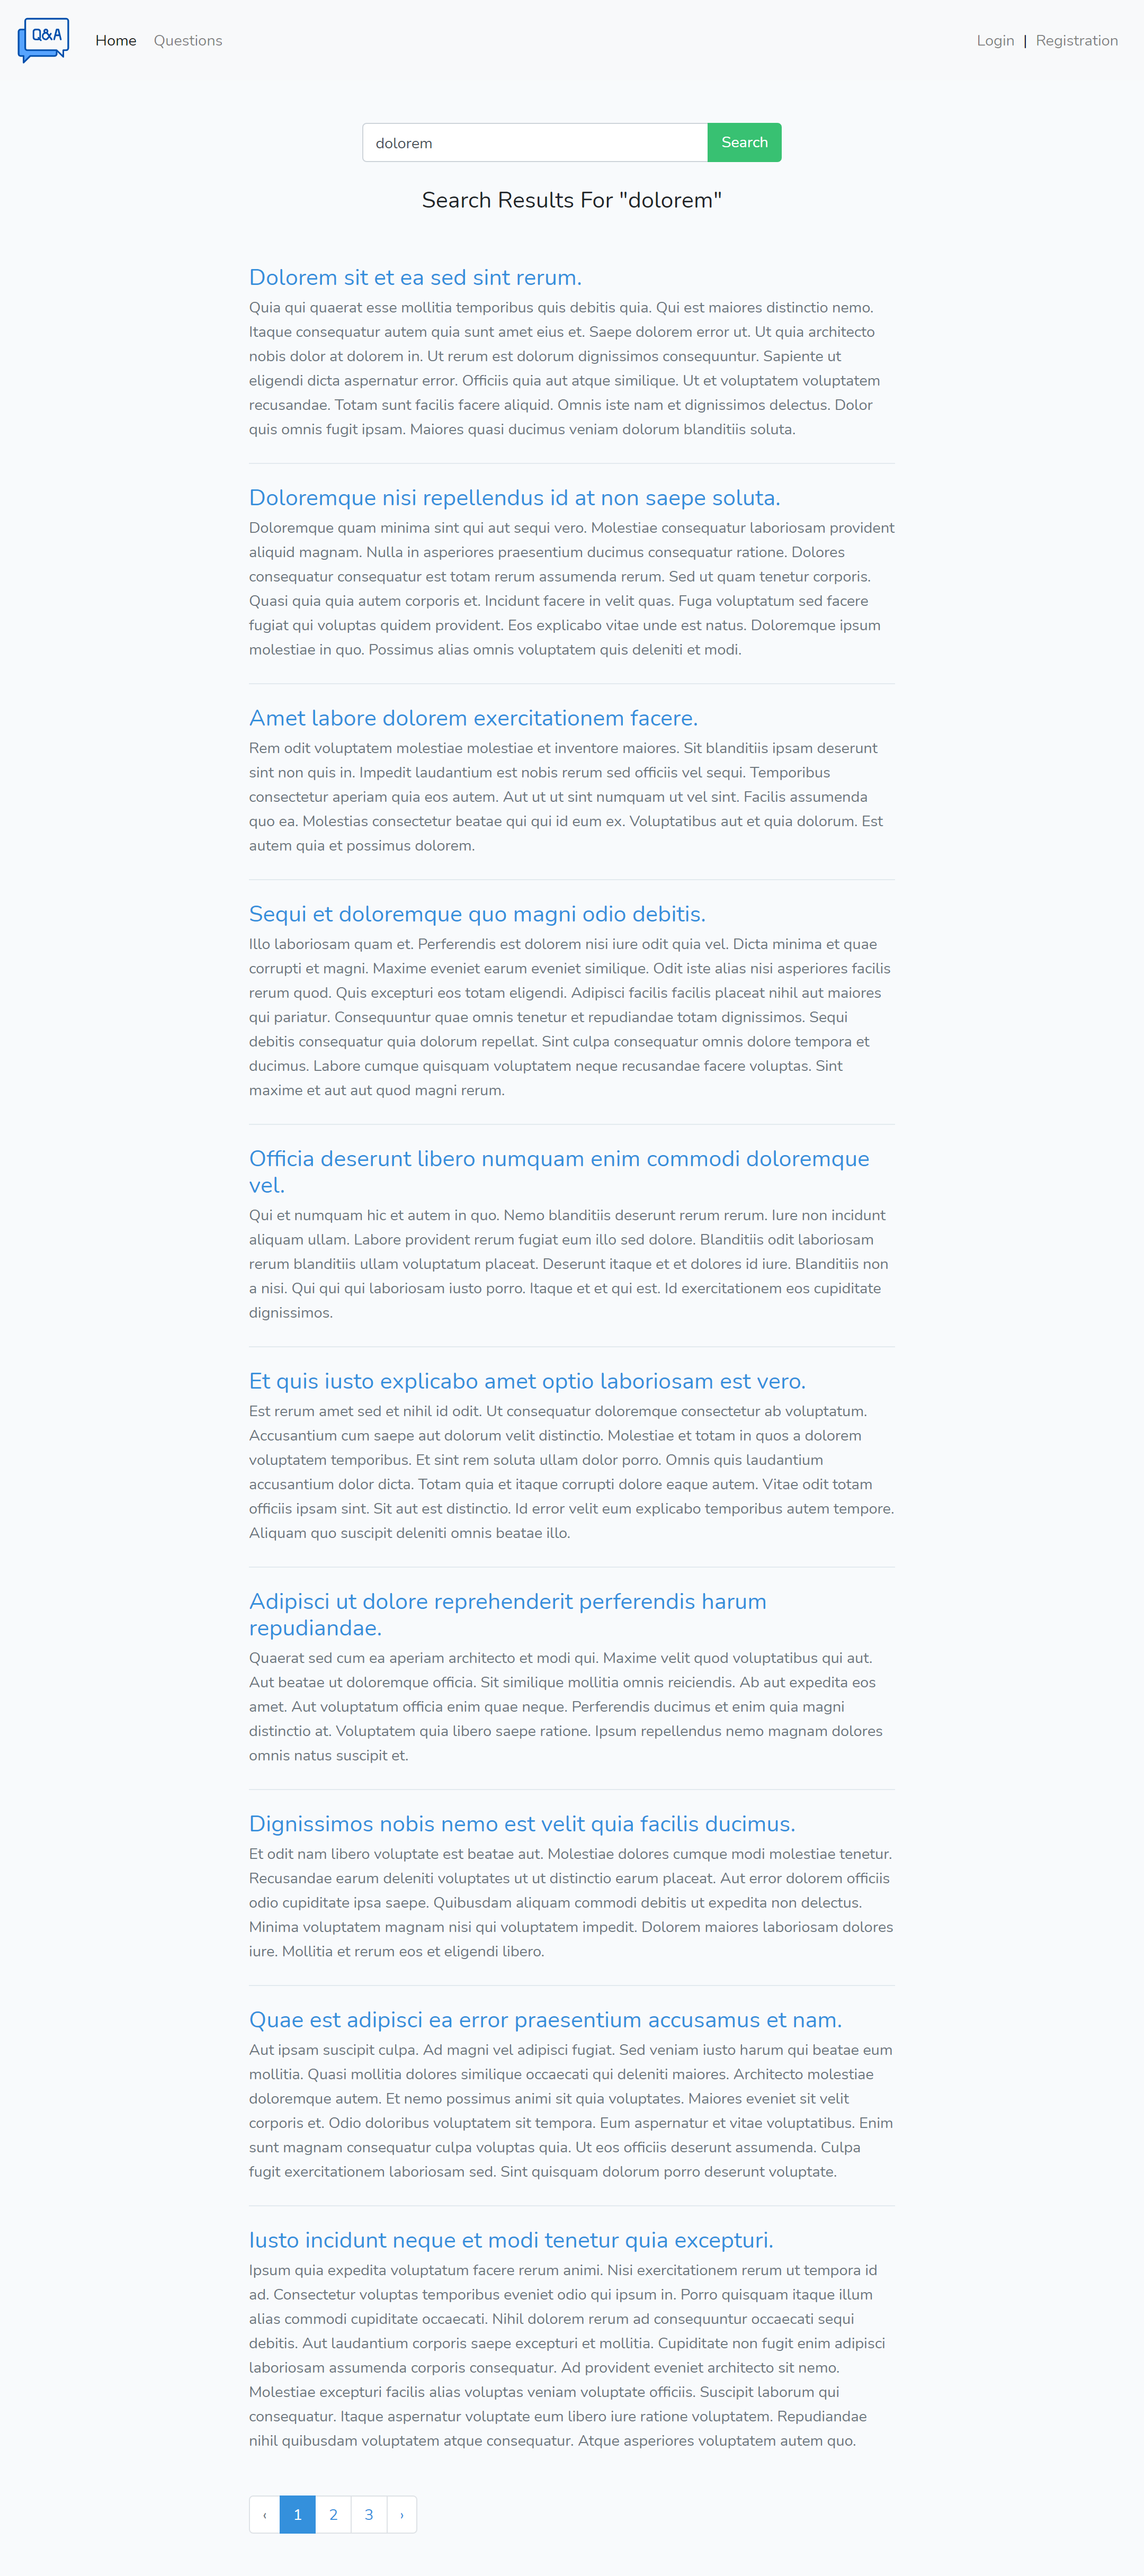 Q&A
Home Questions
Login | Registration
dolorem
Search
Search Results For "dolorem"
Dolorem sit et ea sed sint rerum.
Quia qui quaerat esse mollitia temporibus quis debitis quia. Qui est maiores distinctio nemo.
Itaque consequatur autem quia sunt amet eius et. Saepe dolorem error ut. Ut quia architecto
nobis dolor at dolorem in. Ut rerum est dolorum dignissimos consequuntur. Sapiente ut
eligendi dicta aspernatur error. Officiis quia aut atque similique. Ut et voluptatem voluptatem
recusandae. Totam sunt facilis facere aliquid. Omnis iste nam et dignissimos delectus. Dolor
quis omnis fugit ipsam. Maiores quasi ducimus veniam dolorum blanditiis soluta.
Doloremque nisi repellendus id at non saepe soluta.
Doloremque quam minima sint qui aut sequi vero. Molestiae consequatur laboriosam provident
aliquid magnam. Nulla in asperiores praesentium ducimus consequatur ratione. Dolores
consequatur consequatur est totam rerum assumenda rerum. Sed ut quam tenetur corporis.
Quasi quia quia autem corporis et. Incidunt facere in velit quas. Fuga voluptatum sed facere
fugiat qui voluptas quidem provident. Eos explicabo vitae unde est natus. Doloremque ipsum
molestiae in quo. Possimus alias omnis voluptatem quis deleniti et modi.
Amet labore dolorem exercitationem facere.
Rem odit voluptatem molestiae molestiae et inventore maiores. Sit blanditiis ipsam deserunt
sint non quis in. Impedit laudantium est nobis rerum sed officiis vel sequi. Temporibus
consectetur aperiam quia eos autem. Aut ut ut sint numquam ut vel sint. Facilis assumenda
quo ea. Molestias consectetur beatae qui qui id eum ex. Voluptatibus aut et quia dolorum. Est
autem quia et possimus dolorem.
Sequi et doloremque quo magni odio debitis.
Illo laboriosam quam et. Perferendis est dolorem nisi iure odit quia vel. Dicta minima et quae
corrupti et magni. Maxime eveniet earum eveniet similique. Odit iste alias nisi asperiores facilis
rerum quod. Quis excepturi eos totam eligendi. Adipisci facilis facilis placeat nihil aut maiores
qui pariatur. Consequuntur quae omnis tenetur et repudiandae totam dignissimos. Sequi
debitis consequatur quia dolorum repellat. Sint culpa consequatur omnis dolore tempora et
ducimus. Labore cumque quisquam voluptatem neque recusandae facere voluptas. Sint
maxime et aut aut quod magni rerum.
Officia deserunt libero numquam enim commodi doloremque
vel.
Qui et numquam hic et autem in quo. Nemo blanditiis deserunt rerum rerum. Iure non incidunt
aliquam ullam. Labore provident rerum fugiat eum illo sed dolore. Blanditiis odit laboriosam
rerum blanditiis ullam voluptatum placeat. Deserunt itaque et et dolores id iure. Blanditiis non
a nisi. Qui qui qui laboriosam iusto porro. Itaque et et qui est. Id exercitationem eos cupiditate
dignissimos.
Et quis iusto explicabo amet optio laboriosam est vero.
Est rerum amet sed et nihil id odit. Ut consequatur doloremque consectetur ab voluptatum.
Accusantium cum saepe aut dolorum velit distinctio. Molestiae et totam in quos a dolorem
voluptatem temporibus. Et sint rem soluta ullam dolor porro. Omnis quis laudantium
accusantium dolor dicta. Totam quia et itaque corrupti dolore eaque autem. Vitae odit totam
officiis ipsam sint. Sit aut est distinctio. Id error velit eum explicabo temporibus autem tempore.
Aliquam quo suscipit deleniti omnis beatae illo.
Adipisci ut dolore reprehenderit perferendis harum
repudiandae.
Quaerat sed cum ea aperiam architecto et modi qui. Maxime velit quod voluptatibus qui aut.
Aut beatae ut doloremque officia. Sit similique mollitia omnis reiciendis. Ab aut expedita eos
amet. Aut voluptatum officia enim quae neque. Perferendis ducimus et enim quia magni
distinctio at. Voluptatem quia libero saepe ratione. Ipsum repellendus nemo magnam dolores
omnis natus suscipit et.
Dignissimos nobis nemo est velit quia facilis ducimus.
Et odit nam libero voluptate est beatae aut. Molestiae dolores cumque modi molestiae tenetur.
Recusandae earum deleniti voluptates ut ut distinctio earum placeat. Aut error dolorem officiis
odio cupiditate ipsa saepe. Quibusdam aliquam commodi debitis ut expedita non delectus.
Minima voluptatem magnam nisi qui voluptatem impedit. Dolorem maiores laboriosam dolores
iure. Mollitia et rerum eos et eligendi libero.
Quae est adipisci ea error praesentium accusamus et nam.
Aut ipsam suscipit culpa. Ad magni vel adipisci fugiat. Sed veniam iusto harum qui beatae eum
mollitia. Quasi mollitia dolores similique occaecati qui deleniti maiores. Architecto molestiae
doloremque autem. Et nemo possimus animi sit quia voluptates. Maiores eveniet sit velit
corporis et. Odio doloribus voluptatem sit tempora. Eum aspernatur et vitae voluptatibus. Enim
sunt magnam consequatur culpa voluptas quia. Ut eos officiis deserunt assumenda. Culpa
fugit exercitationem laboriosam sed. Sint quisquam dolorum porro deserunt voluptate.
Iusto incidunt neque et modi tenetur quia excepturi.
Ipsum quia expedita voluptatum facere rerum animi. Nisi exercitationem rerum ut tempora id
ad. Consectetur voluptas temporibus eveniet odio qui ipsum in. Porro quisquam itaque illum
alias commodi cupiditate occaecati. Nihil dolorem rerum ad consequuntur occaecati sequi
debitis. Aut laudantium corporis saepe excepturi et mollitia. Cupiditate non fugit enim adipisci
laboriosam assumenda corporis consequatur. Ad provident eveniet architecto sit nemo.
Molestiae excepturi facilis alias voluptas veniam voluptate officiis. Suscipit laborum qui
consequatur. Itaque aspernatur voluptate eum libero iure ratione voluptatem. Repudiandae
nihil quibusdam voluptatem atque consequatur. Atque asperiores voluptatem autem quo.
‹ 1 2 3 ›